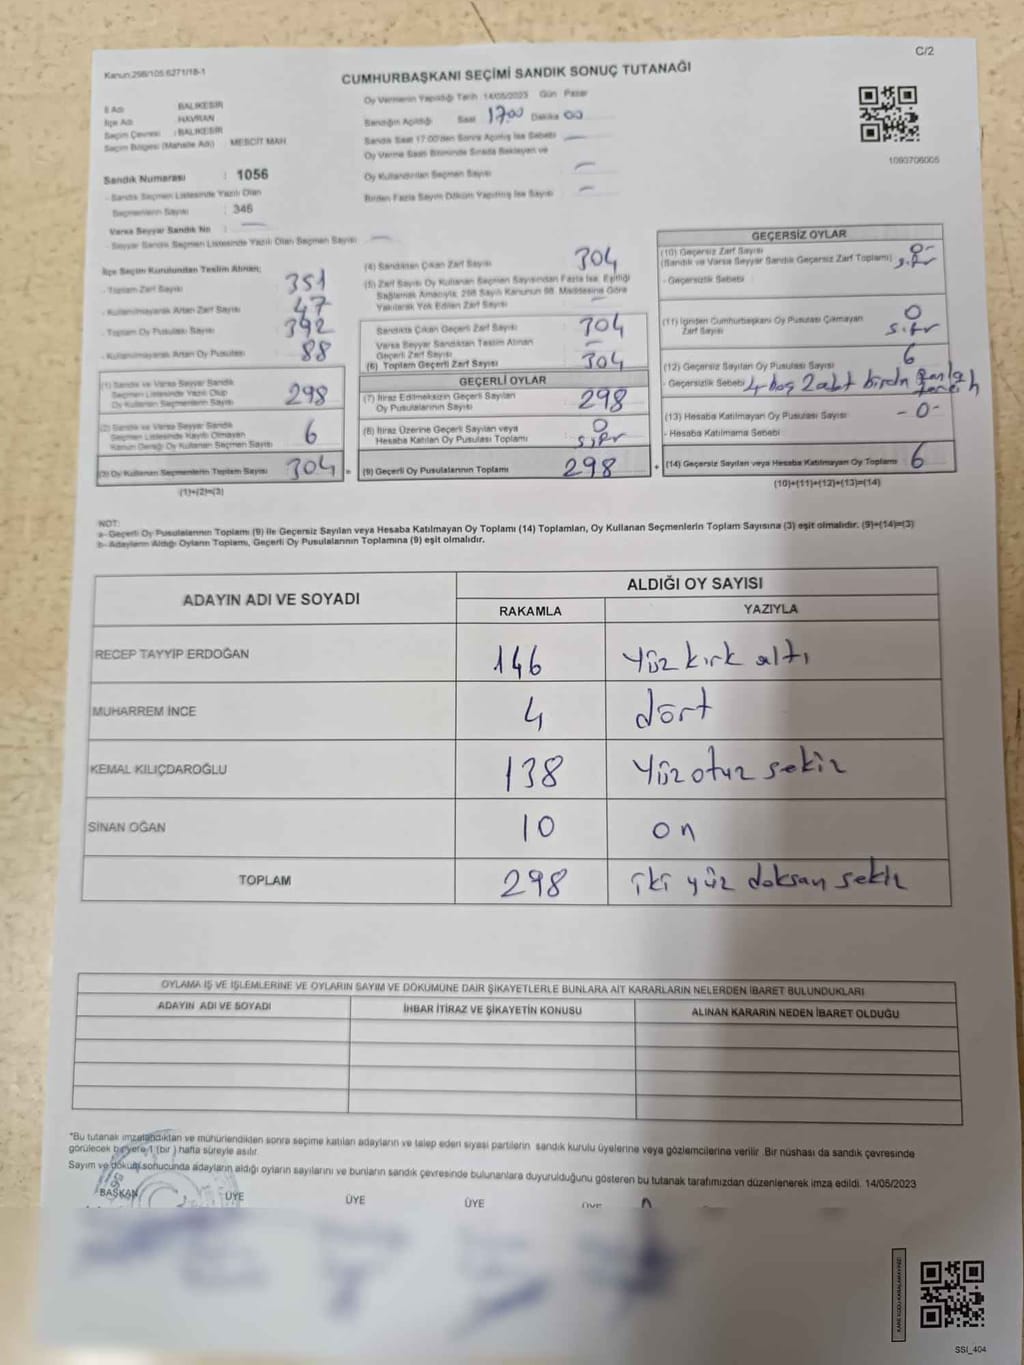 C/2
Kanun:298/105 6271/18-1
CUMHURBAŞKANI SEÇİMİ SANDIK SONUÇ TUTANAĞI
İl Adı : BALIKESİR
İlçe Adı : HAVRAN
Seçim Çevresi : BALIKESİR
Seçim Bölgesi (Mahalle Adı) MESCİT MAH.
Sandık Numarası : 1056
- Sandık Seçmen Listesinde Yazılı Olan
Seçmenlerin Sayısı : 346
Varsa Seyyar Sandık No :
- Seyyar Sandık Seçmen Listesinde Yazılı Olan Seçmen Sayısı
Oy Vermenin Yapıldığı Tarih 14/05/2023 Gün Pazar
Sandığın Açıldığı Saat 17.00 Dakika 00
Sandık Saat 17:00'den Sonra Açılmış İse Sebebi
Oy Verme Saati Bitiminde Sırada Bekleyen ve
Oy Kullandırılan Seçmen Sayısı
Birden Fazla Sayım Döküm Yapılmış İse Sayısı
1093706005
İlçe Seçim Kurulundan Teslim Alınan;
- Toplam Zarf Sayısı 351
- Kullanılmayarak Artan Zarf Sayısı 47
- Toplam Oy Pusulası Sayısı 392
- Kullanılmayarak Artan Oy Pusulası 88
(1) Sandık ve Varsa Seyyar Sandık
Seçmen Listesinde Yazılı Olup
Oy Kullanan Seçmenlerin Sayısı 298
(2) Sandık ve Varsa Seyyar Sandık
Seçmen Listesinde Kayıtlı Olmayan
Kanun Gereği Oy Kullanan Seçmen Sayısı 6
(3) Oy Kullanan Seçmenlerin Toplam Sayısı 304 =
(1)+(2)=(3)
(4) Sandıktan Çıkan Zarf Sayısı 304
(5) Zarf Sayısı Oy Kullanan Seçmen Sayısından Fazla İse, Eşitliği
Sağlamak Amacıyla; 298 Sayılı Kanunun 98. Maddesine Göre
Yakılarak Yok Edilen Zarf Sayısı
Sandıkta Çıkan Geçerli Zarf Sayısı 304
Varsa Seyyar Sandıktan Teslim Alınan
Geçerli Zarf Sayısı
(6) Toplam Geçerli Zarf Sayısı 304
GEÇERLİ OYLAR
(7) İtiraz Edilmeksizin Geçerli Sayılan
Oy Pusulalarının Sayısı 298
(8) İtiraz Üzerine Geçerli Sayılan veya
Hesaba Katılan Oy Pusulası Toplamı 0 sıfır
(9) Geçerli Oy Pusulalarının Toplamı 298 +
GEÇERSİZ OYLAR
(10) Geçersiz Zarf Sayısı
(Sandık ve Varsa Seyyar Sandık Geçersiz Zarf Toplamı) 0- sıfır
- Geçersizlik Sebebi
(11) İçinden Cumhurbaşkanı Oy Pusulası Çıkmayan
Zarf Sayısı 0 sıfır
(12) Geçersiz Sayılan Oy Pusulası Sayısı 6
- Geçersizlik Sebebi 4 boş 2 adet birden
(13) Hesaba Katılmayan Oy Pusulası Sayısı - 0 -
- Hesaba Katılmama Sebebi
(14) Geçersiz Sayılan veya Hesaba Katılmayan Oy Toplamı 6
(10)+(11)+(12)+(13)=(14)
NOT:
a- Geçerli Oy Pusulalarının Toplamı (9) ile Geçersiz Sayılan veya Hesaba Katılmayan Oy Toplamı (14) Toplamları, Oy Kullanan Seçmenlerin Toplam Sayısına (3) eşit olmalıdır. (9)+(14)=(3)
b- Adayların Aldığı Oyların Toplamı, Geçerli Oy Pusulalarının Toplamına (9) eşit olmalıdır.
ADAYIN ADI VE SOYADI
ALDIĞI OY SAYISI
RAKAMLA YAZIYLA
RECEP TAYYİP ERDOĞAN 146 Yüz kırk altı
MUHARREM İNCE 4 dört
KEMAL KILIÇDAROĞLU 138 Yüz otuz sekiz
SİNAN OĞAN 10 on
TOPLAM 298 iki yüz doksan sekiz
OYLAMA İŞ VE İŞLEMLERİNE VE OYLARIN SAYIM VE DÖKÜMÜNE DAİR ŞİKAYETLERLE BUNLARA AİT KARARLARIN NELERDEN İBARET BULUNDUKLARI
ADAYIN ADI VE SOYADI İHBAR İTİRAZ VE ŞİKAYETİN KONUSU ALINAN KARARIN NEDEN İBARET OLDUĞU
*Bu tutanak imzalandıktan ve mühürlendikten sonra seçime katılan adayların ve talep eden siyasi partilerin sandık kurulu üyelerine veya gözlemcilerine verilir .Bir nüshası da sandık çevresinde
görülecek bir yere 1 (bir ) hafta süreyle asılır.
Sayım ve döküm sonucunda adayların aldığı oyların sayılarını ve bunların sandık çevresinde bulunanlara duyurulduğunu gösteren bu tutanak tarafımızdan düzenlenerek imza edildi. 14/05/2023
BAŞKAN ÜYE ÜYE ÜYE ÜYE
SSI_404